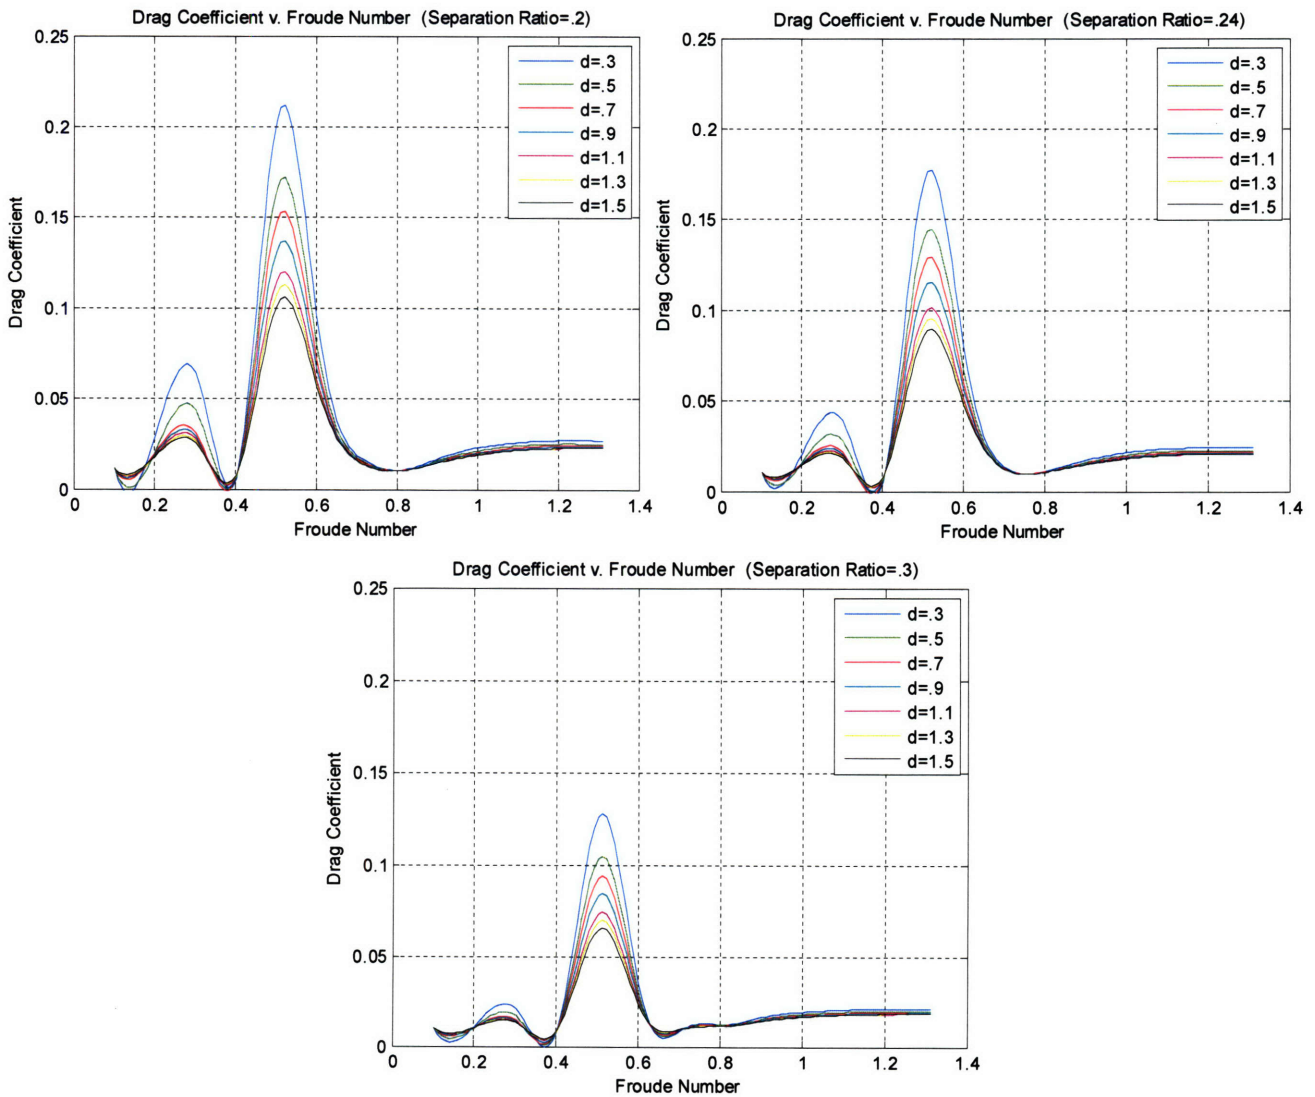 Drag Coefficient v. Froude Number (Separation Ratio=.2)
0.25
0.2
0.15
0.1
0.05
0
Drag Coefficient
d=.3
d=.5
d=.7
d=.9
d=1.1
d=1.3
d=1.5
0 0.2 0.4 0.6 0.8 1 1.2 1.4
Froude Number
Drag Coefficient v. Froude Number (Separation Ratio=.24)
0.25
0.2
0.15
0.1
0.05
0
Drag Coefficient
d=.3
d=.5
d=.7
d=.9
d=1.1
d=1.3
d=1.5
0 0.2 0.4 0.6 0.8 1 1.2 1.4
Froude Number
Drag Coefficient v. Froude Number (Separation Ratio=.3)
0.25
0.2
0.15
0.1
0.05
0
Drag Coefficient
d=.3
d=.5
d=.7
d=.9
d=1.1
d=1.3
d=1.5
0 0.2 0.4 0.6 0.8 1 1.2 1.4
Froude Number